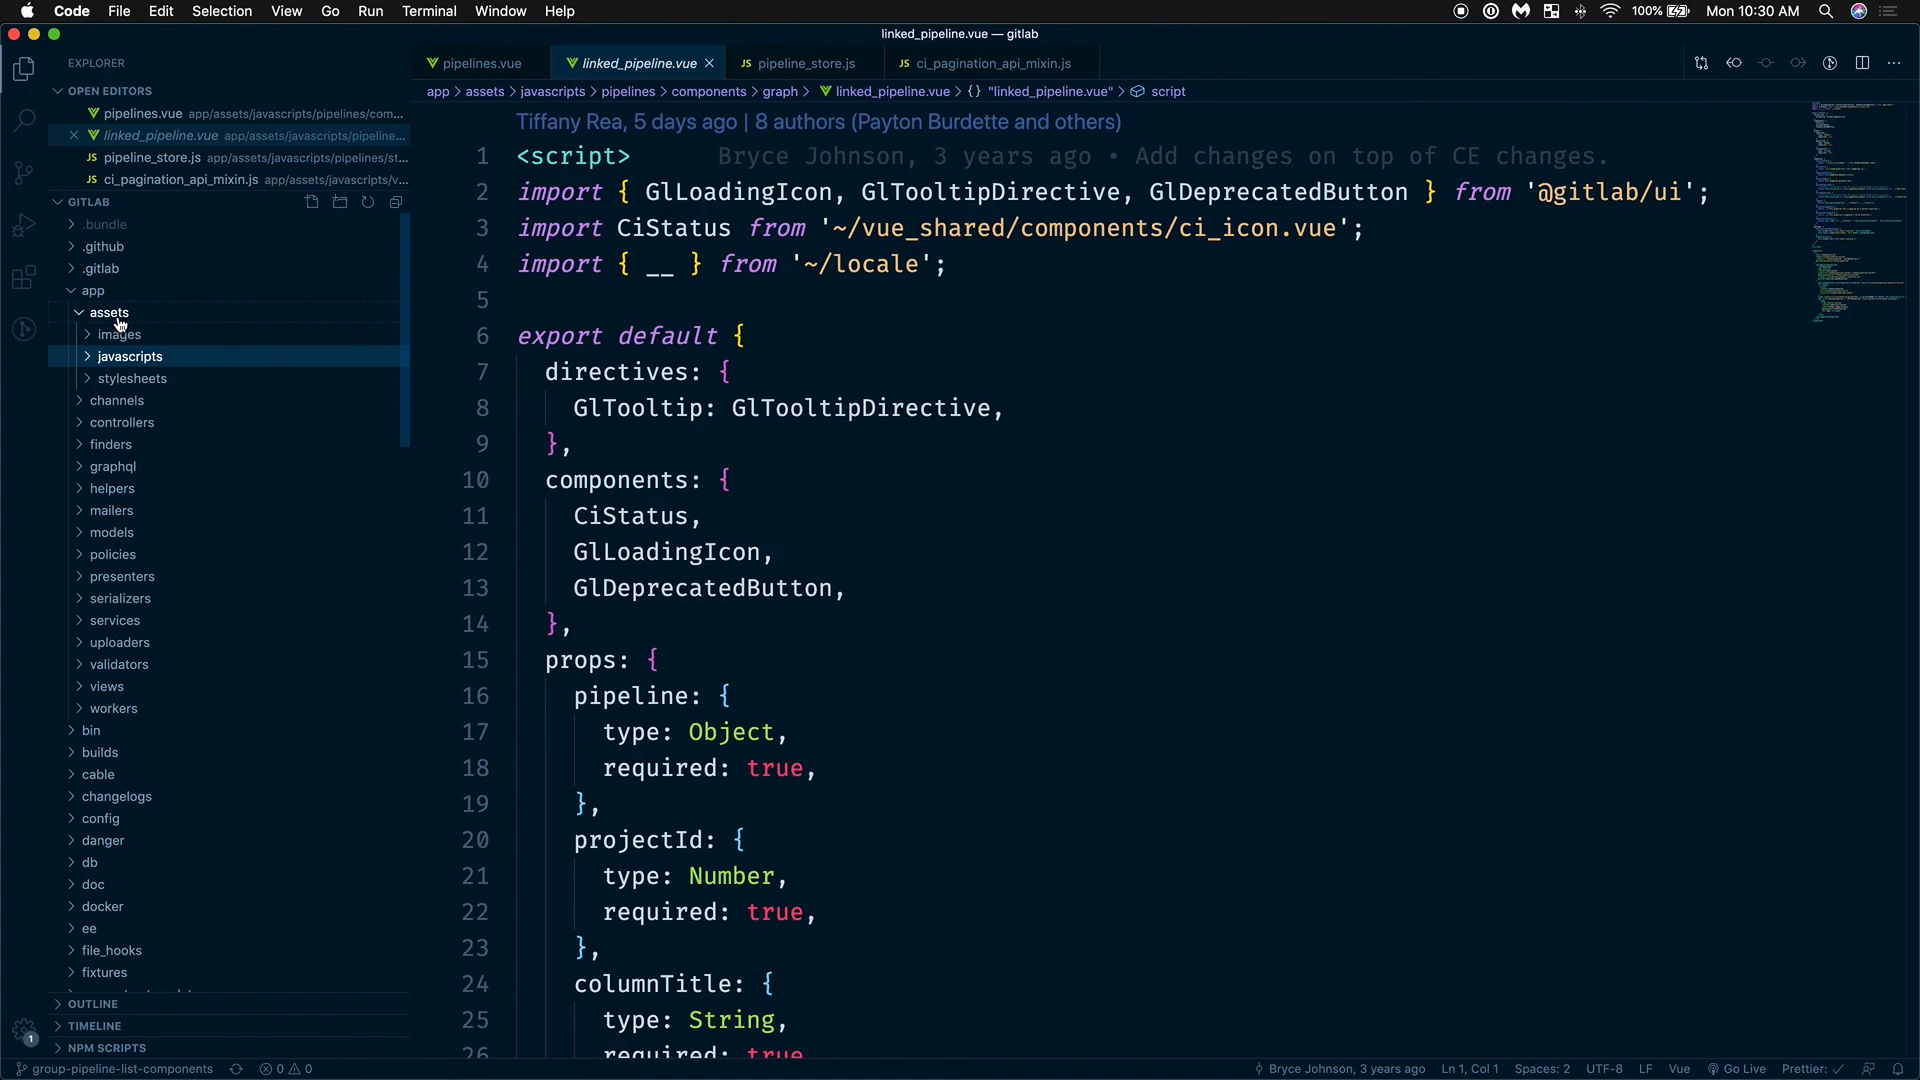 Code File Edit Selection View Go Run Terminal Window Help 100% Mon 10:30 AM
linked_pipeline.vue — gitlab
EXPLORER
OPEN EDITORS
pipelines.vue app/assets/javascripts/pipelines/com...
linked_pipeline.vue app/assets/javascripts/pipeline...
JS pipeline_store.js app/assets/javascripts/pipelines/st...
JS ci_pagination_api_mixin.js app/assets/javascripts/v...
GITLAB
.bundle
.github
.gitlab
app
assets
images
javascripts
stylesheets
channels
controllers
finders
graphql
helpers
mailers
models
policies
presenters
serializers
services
uploaders
validators
views
workers
bin
builds
cable
changelogs
config
danger
db
doc
docker
ee
file_hooks
fixtures
OUTLINE
TIMELINE
NPM SCRIPTS
1
pipelines.vue linked_pipeline.vue JS pipeline_store.js JS ci_pagination_api_mixin.js
app > assets > javascripts > pipelines > components > graph > linked_pipeline.vue > {} "linked_pipeline.vue" > script
Tiffany Rea, 5 days ago | 8 authors (Payton Burdette and others)
1 <script> Bryce Johnson, 3 years ago • Add changes on top of CE changes.
2 import { GlLoadingIcon, GlTooltipDirective, GlDeprecatedButton } from '@gitlab/ui';
3 import CiStatus from '~/vue_shared/components/ci_icon.vue';
4 import { __ } from '~/locale';
5
6 export default {
7 directives: {
8 GlTooltip: GlTooltipDirective,
9 },
10 components: {
11 CiStatus,
12 GlLoadingIcon,
13 GlDeprecatedButton,
14 },
15 props: {
16 pipeline: {
17 type: Object,
18 required: true,
19 },
20 projectId: {
21 type: Number,
22 required: true,
23 },
24 columnTitle: {
25 type: String,
26 required: true
group-pipeline-list-components 0 0 Bryce Johnson, 3 years ago Ln 1, Col 1 Spaces: 2 UTF-8 LF Vue Go Live Prettier: ✓